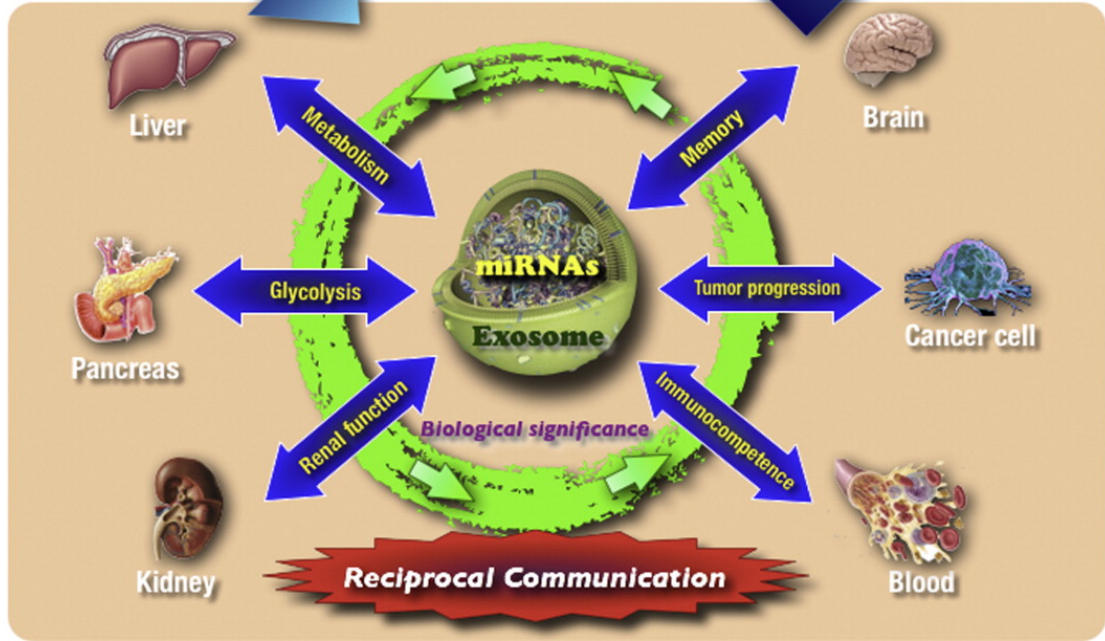 Liver
Metabolism
Memory
Brain
miRNAs
Exosome
Pancreas
Glycolysis
Tumor progression
Cancer cell
Renal function
Biological significance
Immunocompetence
Kidney
Reciprocal Communication
Blood